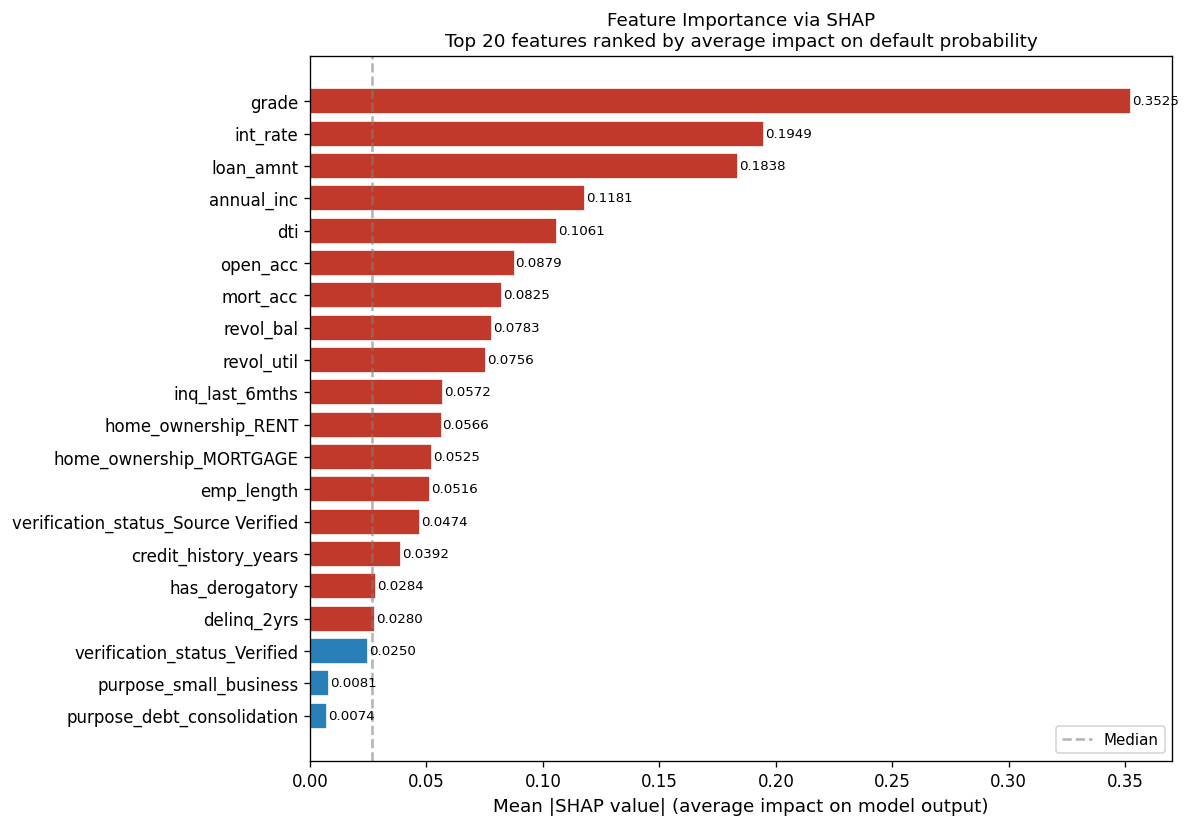 Feature Importance via SHAP
Top 20 features ranked by average impact on default probability
grade 0.3525
int_rate 0.1949
loan_amnt 0.1838
annual_inc 0.1181
dti 0.1061
open_acc 0.0879
mort_acc 0.0825
revol_bal 0.0783
revol_util 0.0756
inq_last_6mths 0.0572
home_ownership_RENT 0.0566
home_ownership_MORTGAGE 0.0525
emp_length 0.0516
verification_status_Source Verified 0.0474
credit_history_years 0.0392
has_derogatory 0.0284
delinq_2yrs 0.0280
verification_status_Verified 0.0250
purpose_small_business 0.0081
purpose_debt_consolidation 0.0074
Median
0.00 0.05 0.10 0.15 0.20 0.25 0.30 0.35
Mean |SHAP value| (average impact on model output)